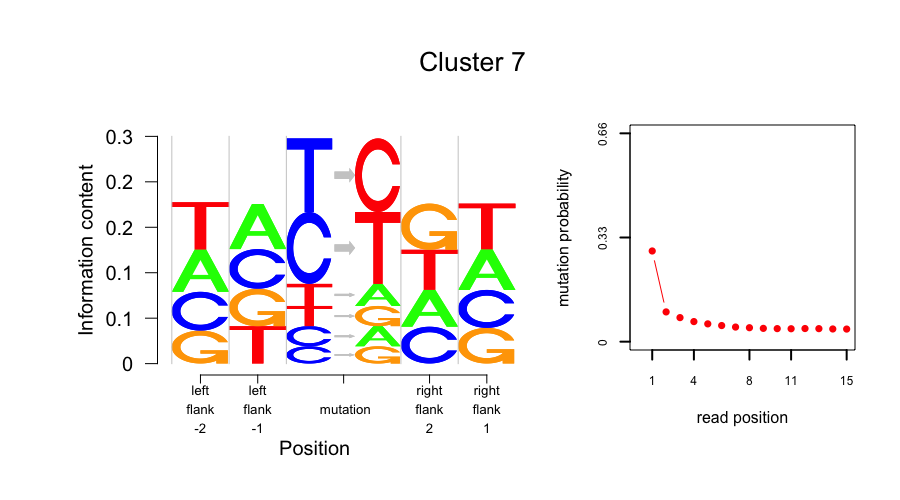 Cluster 7
Information content
0.3
0.2
0.2
0.1
0.1
0
T A C G
A C G T
T C T T C C
C T A G A G
G T A C
T A C G
left flank -2
left flank -1
mutation
right flank 2
right flank 1
Position
mutation probability
0.66
0.33
0
1 4 8 11 15
read position